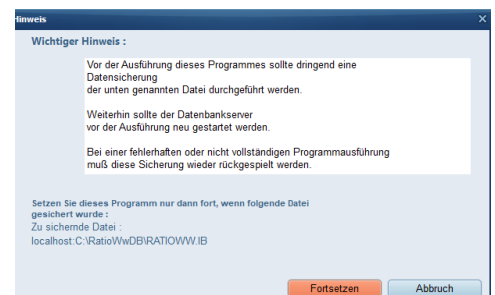 Hinweis
Wichtiger Hinweis :
Vor der Ausführung dieses Programmes sollte dringend eine
Datensicherung
der unten genannten Datei durchgeführt werden.
Weiterhin sollte der Datenbankserver
vor der Ausführung neu gestartet werden.
Bei einer fehlerhaften oder nicht vollständigen Programmausführung
muß diese Sicherung wieder rückgespielt werden.
Setzen Sie dieses Programm nur dann fort, wenn folgende Datei
gesichert wurde :
Zu sichernde Datei :
localhost:C:\RatioWwDB\RATIOWW.IB
Fortsetzen
Abbruch